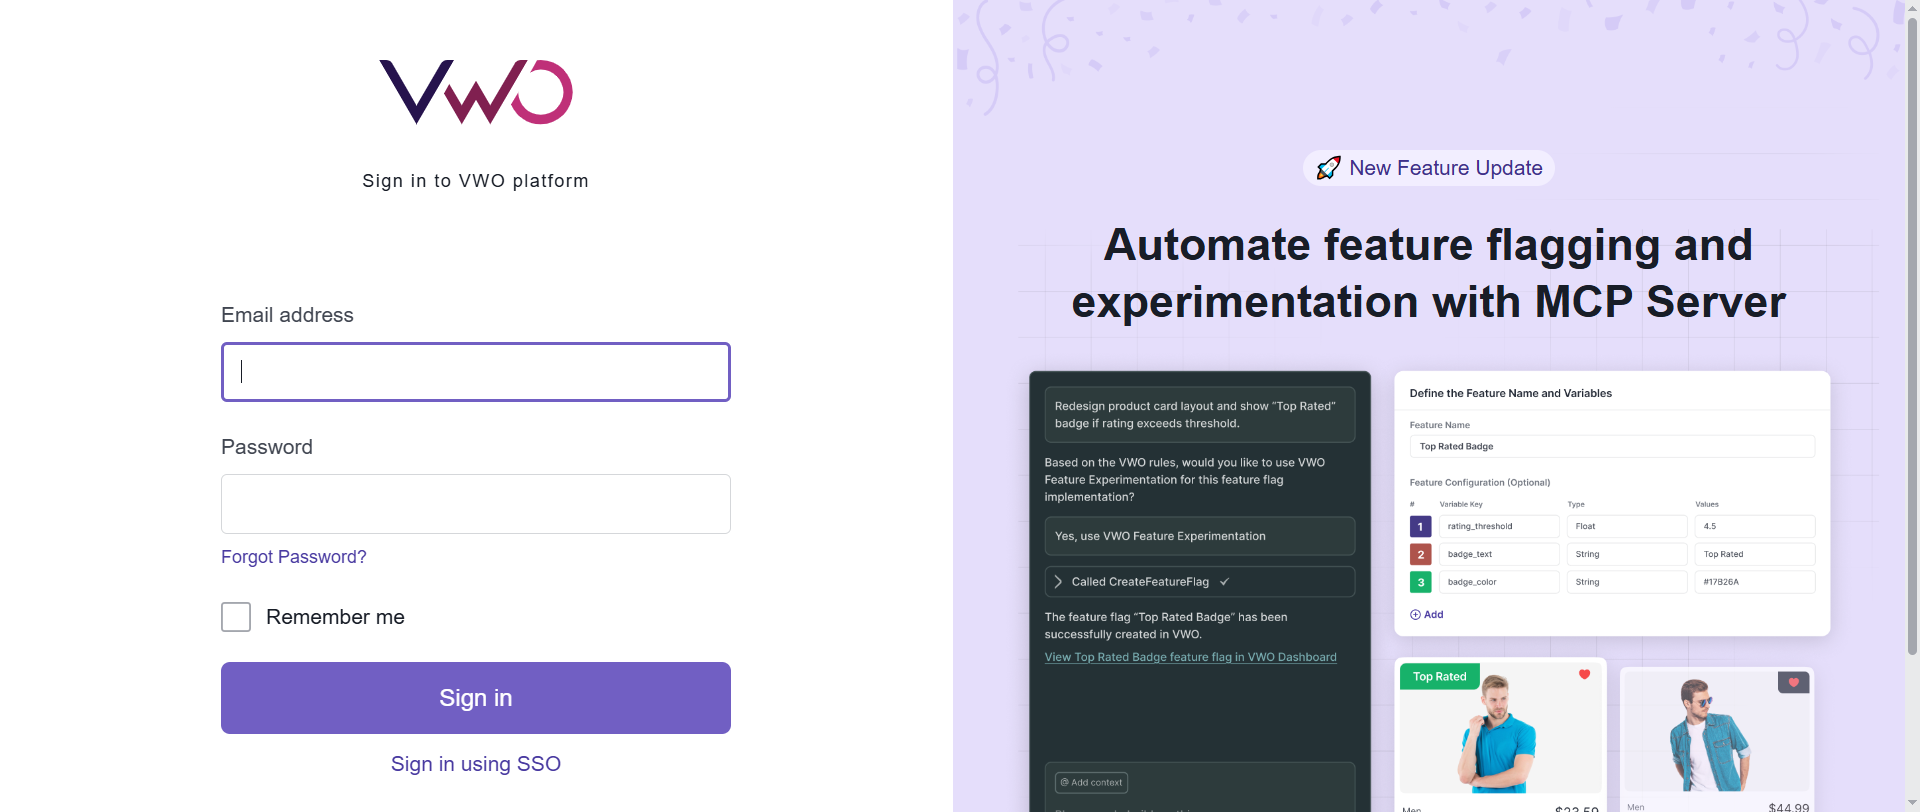 VWO
Sign in to VWO platform
Email address
Password
Forgot Password?
Remember me
Sign in
Sign in using SSO
🚀 New Feature Update
Automate feature flagging and
experimentation with MCP Server
Redesign product card layout and show “Top Rated”
badge if rating exceeds threshold.
Based on the VWO rules, would you like to use VWO
Feature Experimentation for this feature flag
implementation?
Yes, use VWO Feature Experimentation
Called CreateFeatureFlag ✓
The feature flag “Top Rated Badge” has been
successfully created in VWO.
View Top Rated Badge feature flag in VWO Dashboard
@ Add context
Define the Feature Name and Variables
Feature Name
Top Rated Badge
Feature Configuration (Optional)
# Variable Key Type Values
1 rating_threshold Float 4.5
2 badge_text String Top Rated
3 badge_color String #17B26A
Add
Top Rated
Men $23.59
Men $44.99